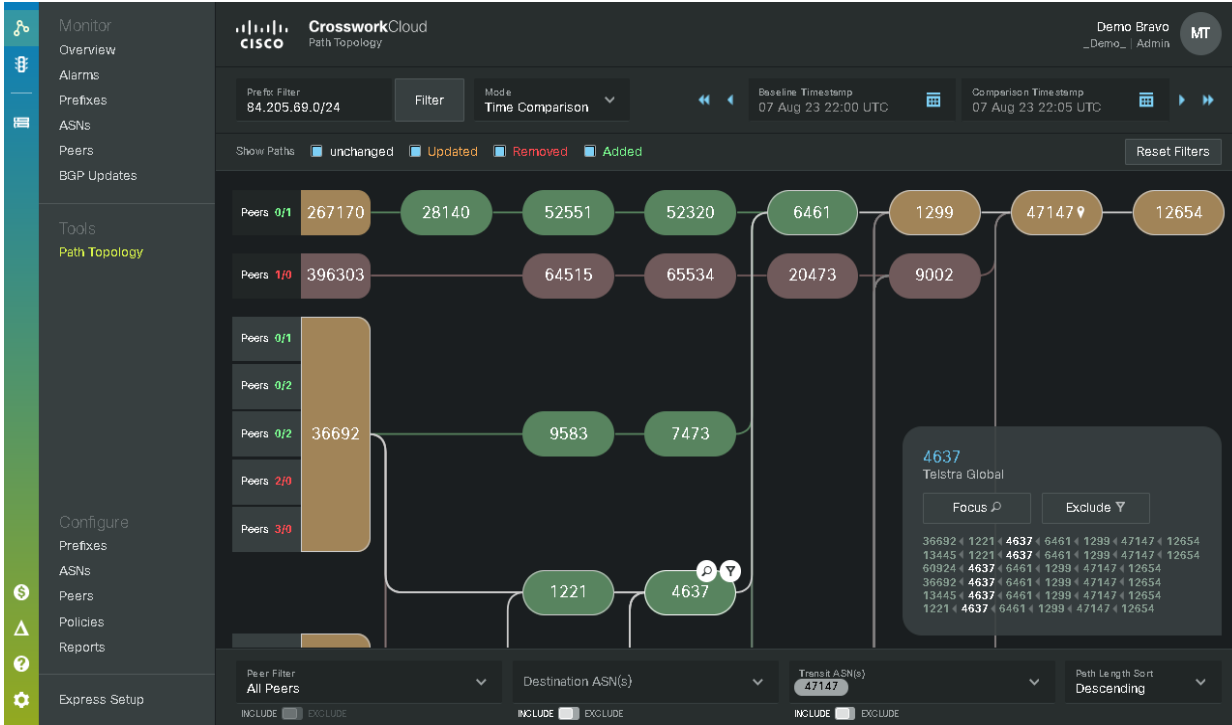 Monitor
Overview
Alarms
Prefixes
ASNs
Peers
BGP Updates
Tools
Path Topology
Configure
Prefixes
ASNs
Peers
Policies
Reports
Express Setup
CISCO
CrossworkCloud
Path Topology
Demo Bravo
_Demo_ | Admin
MT
Prefix Filter
84.205.69.0/24
Filter
Mode
Time Comparison
Baseline Timestamp
07 Aug 23 22:00 UTC
Comparison Timestamp
07 Aug 23 22:05 UTC
Show Paths unchanged Updated Removed Added
Reset Filters
Peers 0/1 267170 28140 52551 52320 6461 1299 47147 12654
Peers 1/0 396303 64515 65534 20473 9002
Peers 0/1
Peers 0/2
Peers 0/2 36692 9583 7473
Peers 2/0
Peers 3/0
1221 4637
4637
Telstra Global
Focus
Exclude
36692 1221 4637 6461 1299 47147 12654
13445 1221 4637 6461 1299 47147 12654
60924 4637 6461 1299 47147 12654
36692 4637 6461 1299 47147 12654
13445 4637 6461 1299 47147 12654
1221 4637 6461 1299 47147 12654
Peer Filter
All Peers
INCLUDE EXCLUDE
Destination ASN(s)
INCLUDE EXCLUDE
Transit ASN(s)
47147
INCLUDE EXCLUDE
Path Length Sort
Descending